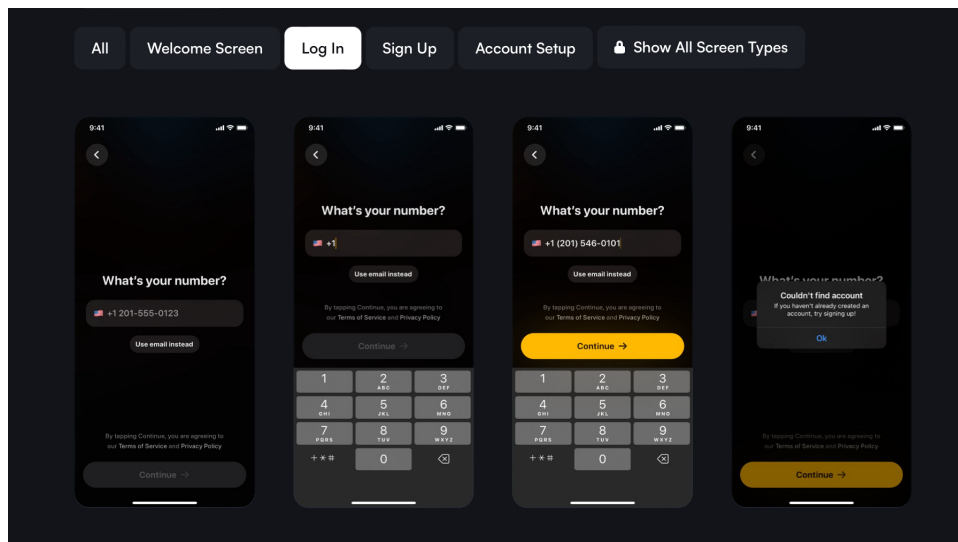 All Welcome Screen Log In Sign Up Account Setup Show All Screen Types
9:41
What's your number?
+1 201-555-0123
Use email instead
By tapping Continue, you are agreeing to
our Terms of Service and Privacy Policy
Continue →
9:41
What's your number?
+1
Use email instead
By tapping Continue, you are agreeing to
our Terms of Service and Privacy Policy
Continue →
1 2 3
ABC DEF
4 5 6
GHI JKL MNO
7 8 9
PQRS TUV WXYZ
+*# 0
9:41
What's your number?
+1 (201) 546-0101
Use email instead
By tapping Continue, you are agreeing to
our Terms of Service and Privacy Policy
Continue →
1 2 3
ABC DEF
4 5 6
GHI JKL MNO
7 8 9
PQRS TUV WXYZ
+*# 0
9:41
What's your number?
Couldn't find account
If you haven't already created an
account, try signing up!
Ok
By tapping Continue, you are agreeing to
our Terms of Service and Privacy Policy
Continue →